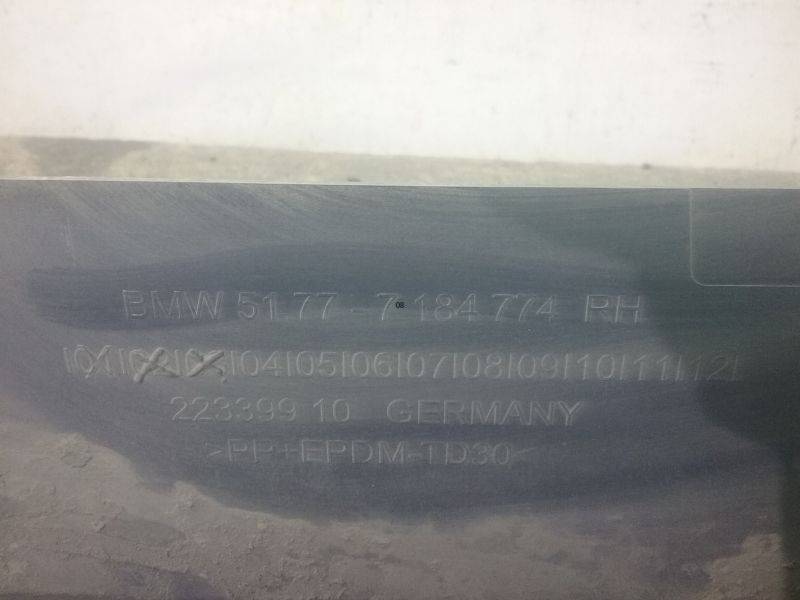 BMW 51.77 - 7 184 774 RH
08
|01|02|03|04|05|06|07|08|09|10|11|12|
223399 10 GERMANY
>PP+EPDM-TD30<